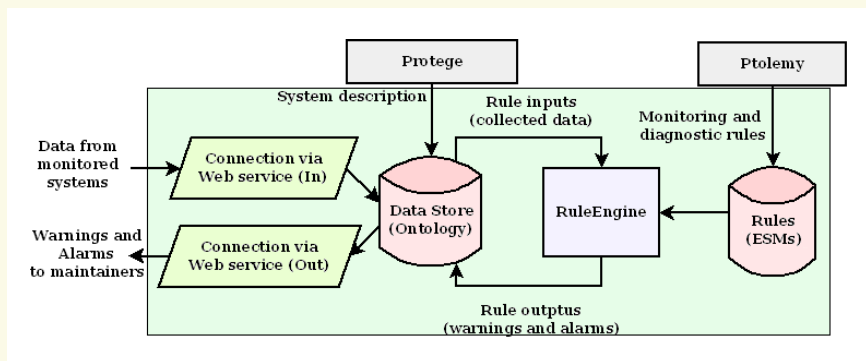 Protege
Ptolemy
System description
Rule inputs
(collected data)
Monitoring and
diagnostic rules
Data from
monitored
systems
Connection via
Web service (In)
Data Store
(Ontology)
RuleEngine
Rules
(ESMs)
Warnings and
Alarms
to maintainers
Connection via
Web service (Out)
Rule outptus
(warnings and alarms)